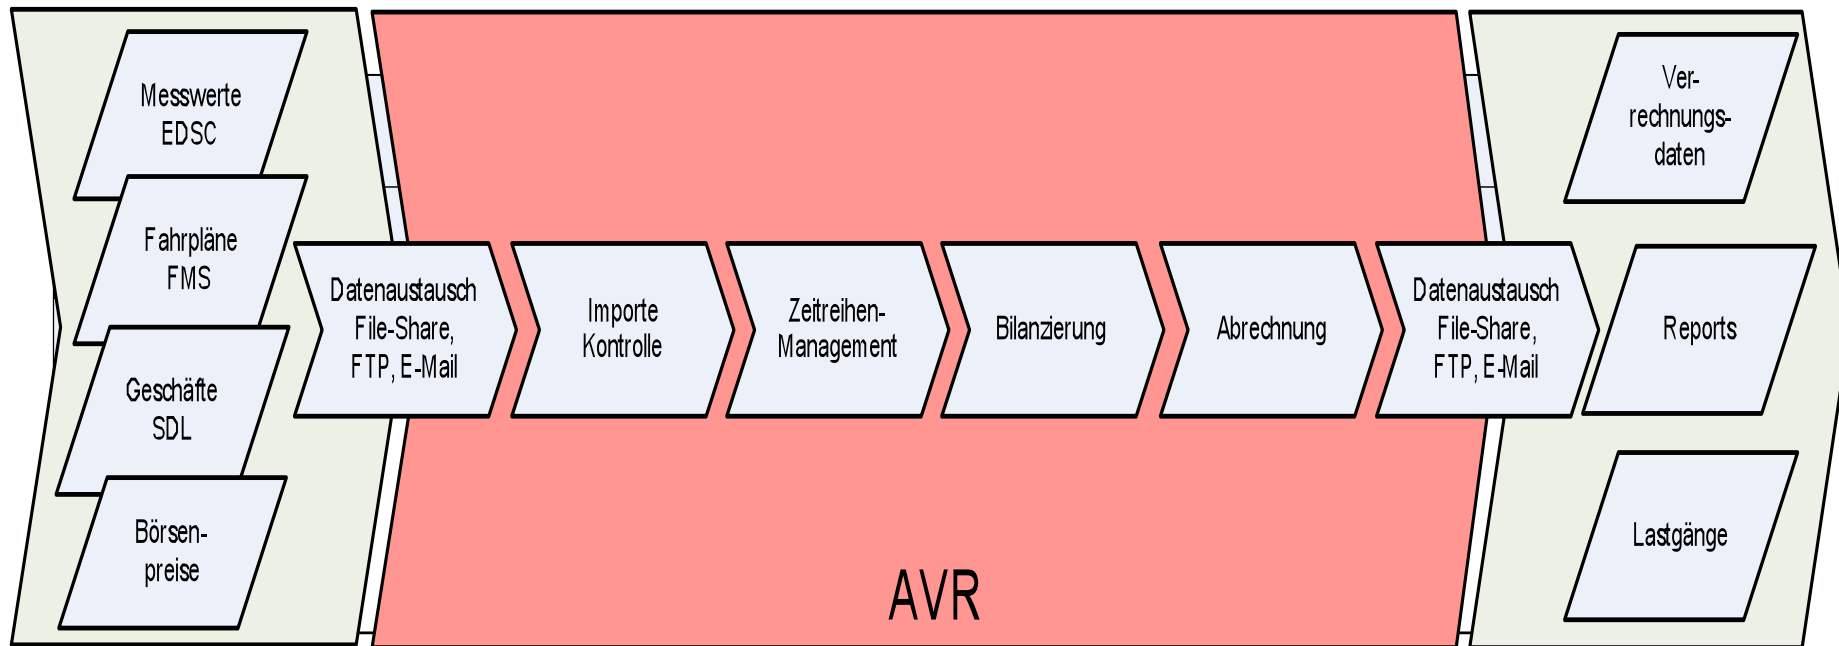 Messwerte
EDSC
Fahrpläne
FMS
Geschäfte
SDL
Börsen-
preise
Datenaustausch
File-Share,
FTP, E-Mail
Importe
Kontrolle
Zeitreihen-
Management
Bilanzierung
Abrechnung
Datenaustausch
File-Share,
FTP, E-Mail
AVR
Ver-
rechnungs-
daten
Reports
Lastgänge